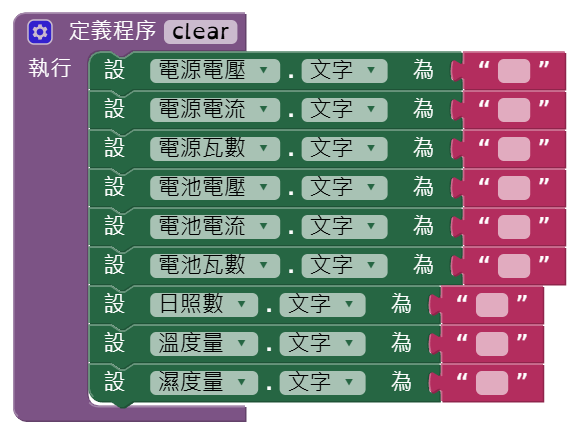 定義程序 clear
執行 設 電源電壓 . 文字 為 “ ”
設 電源電流 . 文字 為 “ ”
設 電源瓦數 . 文字 為 “ ”
設 電池電壓 . 文字 為 “ ”
設 電池電流 . 文字 為 “ ”
設 電池瓦數 . 文字 為 “ ”
設 日照數 . 文字 為 “ ”
設 溫度量 . 文字 為 “ ”
設 濕度量 . 文字 為 “ ”